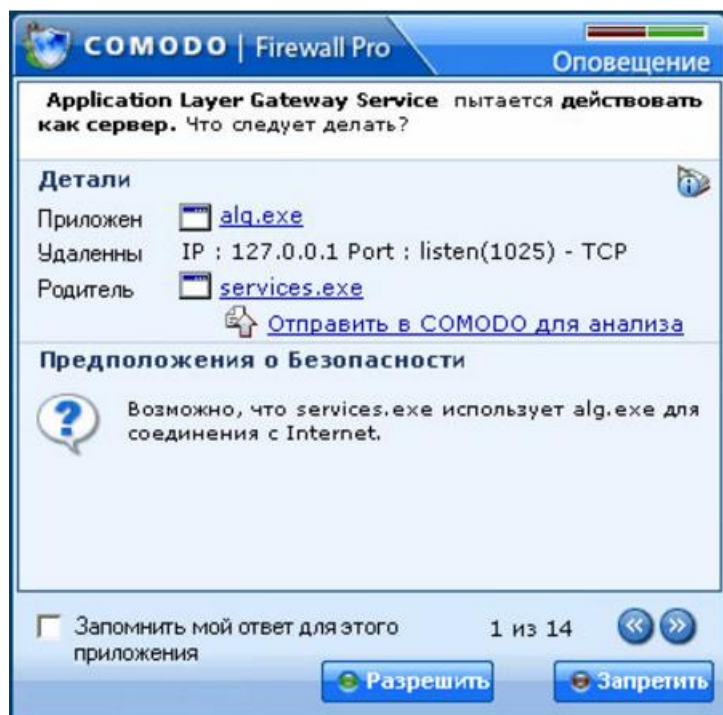 COMODO | Firewall Pro
Оповещение
Application Layer Gateway Service пытается действовать
как сервер. Что следует делать?
Детали
Приложен alg.exe
Удаленны IP : 127.0.0.1 Port : listen(1025) - TCP
Родитель services.exe
Отправить в COMODO для анализа
Предположения о Безопасности
Возможно, что services.exe использует alg.exe для
соединения с Internet.
Запомнить мой ответ для этого
приложения
1 из 14
Разрешить Запретить